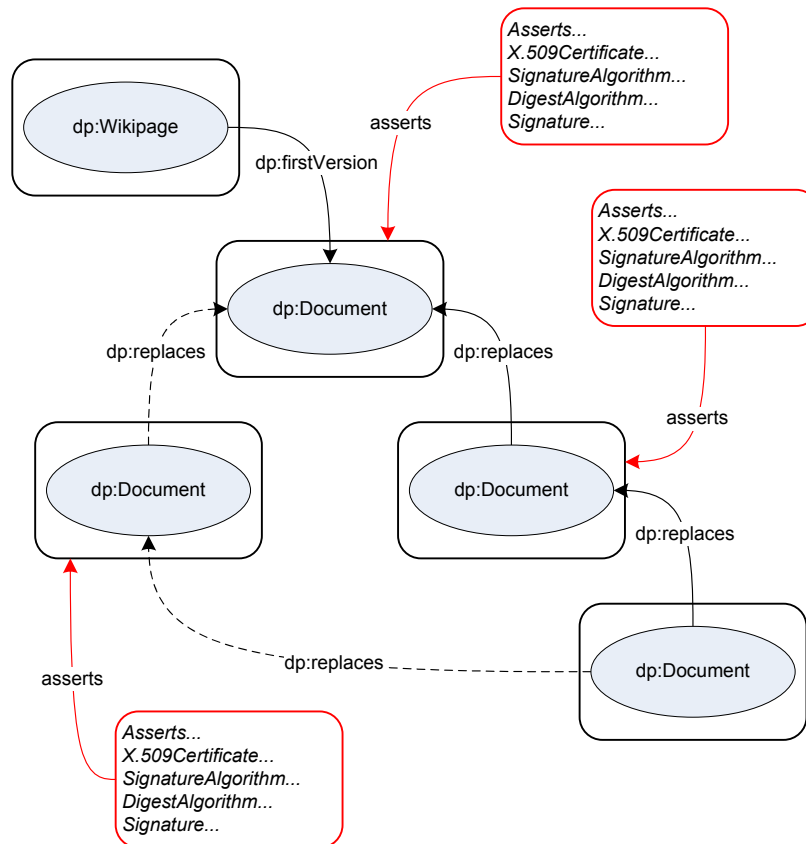 Asserts...
X.509Certificate...
SignatureAlgorithm...
DigestAlgorithm...
Signature...
dp:Wikipage
asserts
dp:firstVersion
Asserts...
X.509Certificate...
SignatureAlgorithm...
DigestAlgorithm...
Signature...
dp:Document
dp:replaces
dp:replaces
asserts
dp:Document
dp:Document
dp:replaces
dp:replaces
dp:Document
asserts
Asserts...
X.509Certificate...
SignatureAlgorithm...
DigestAlgorithm...
Signature...